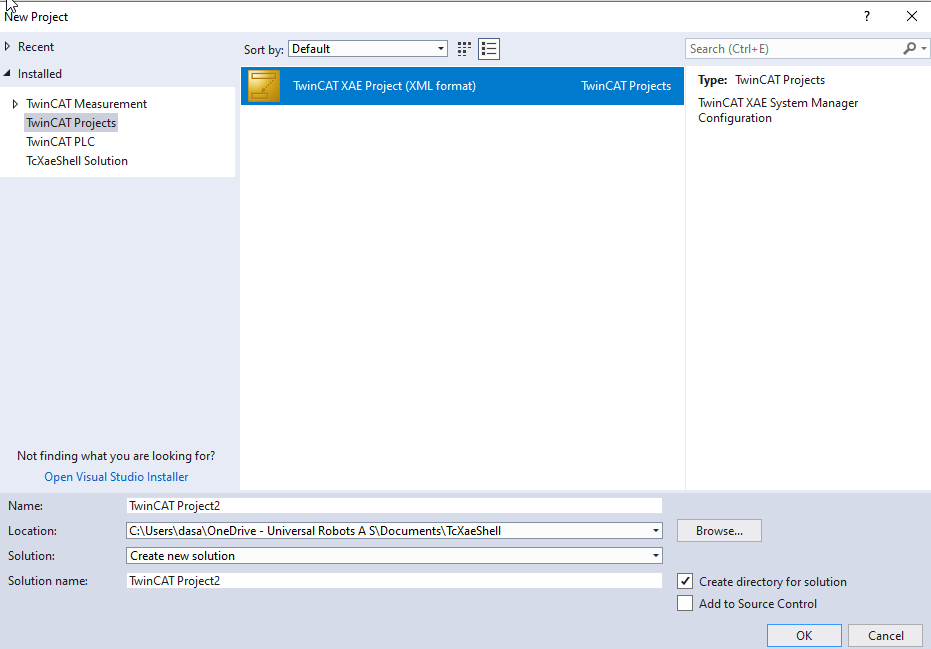 New Project
?
Recent
Installed
TwinCAT Measurement
TwinCAT Projects
TwinCAT PLC
TcXaeShell Solution
Not finding what you are looking for?
Open Visual Studio Installer
Sort by: Default
TwinCAT XAE Project (XML format) TwinCAT Projects
Search (Ctrl+E)
Type: TwinCAT Projects
TwinCAT XAE System Manager
Configuration
Name: TwinCAT Project2
Location: C:\Users\dasa\OneDrive - Universal Robots A S\Documents\TcXaeShell Browse...
Solution: Create new solution
Solution name: TwinCAT Project2
Create directory for solution
Add to Source Control
OK Cancel